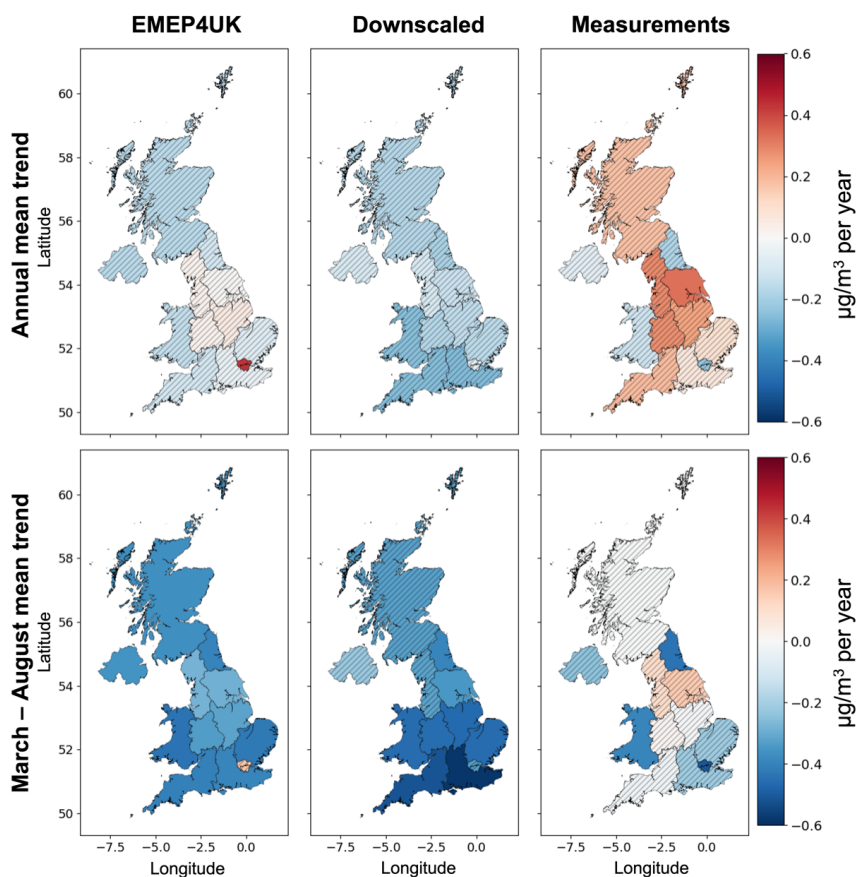 EMEP4UK Downscaled Measurements
Annual mean trend
Latitude
60
58
56
54
52
50
0.6
0.4
0.2
0.0
−0.2
−0.4
−0.6
μg/m³ per year
March – August mean trend
Latitude
60
58
56
54
52
50
0.6
0.4
0.2
0.0
−0.2
−0.4
−0.6
μg/m³ per year
−7.5 −5.0 −2.5 0.0 −7.5 −5.0 −2.5 0.0 −7.5 −5.0 −2.5 0.0
Longitude Longitude Longitude